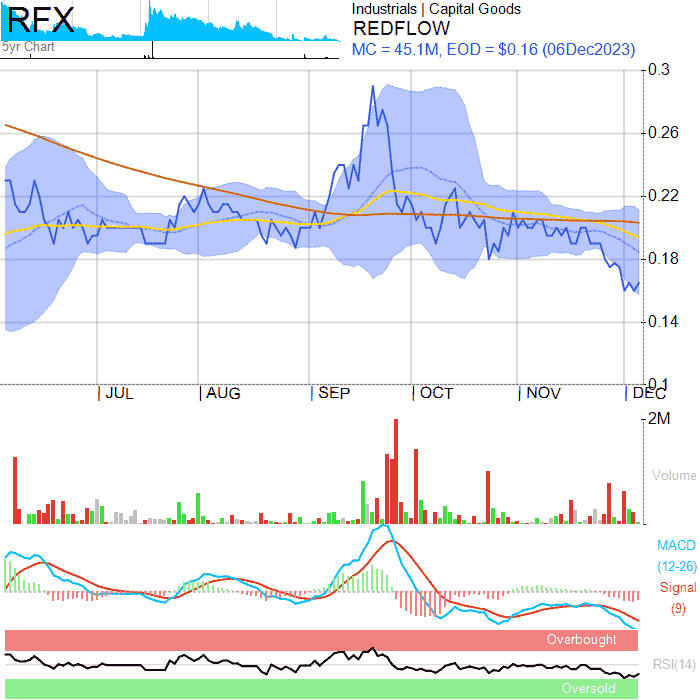 RFX
5yr Chart
Industrials | Capital Goods
REDFLOW
MC = 45.1M, EOD = $0.16 (06Dec2023)
0.3
0.26
0.22
0.18
0.14
0.1
JUL AUG SEP OCT NOV DEC
2M
Volume
MACD
(12-26)
Signal
(9)
Overbought
RSI(14)
Oversold